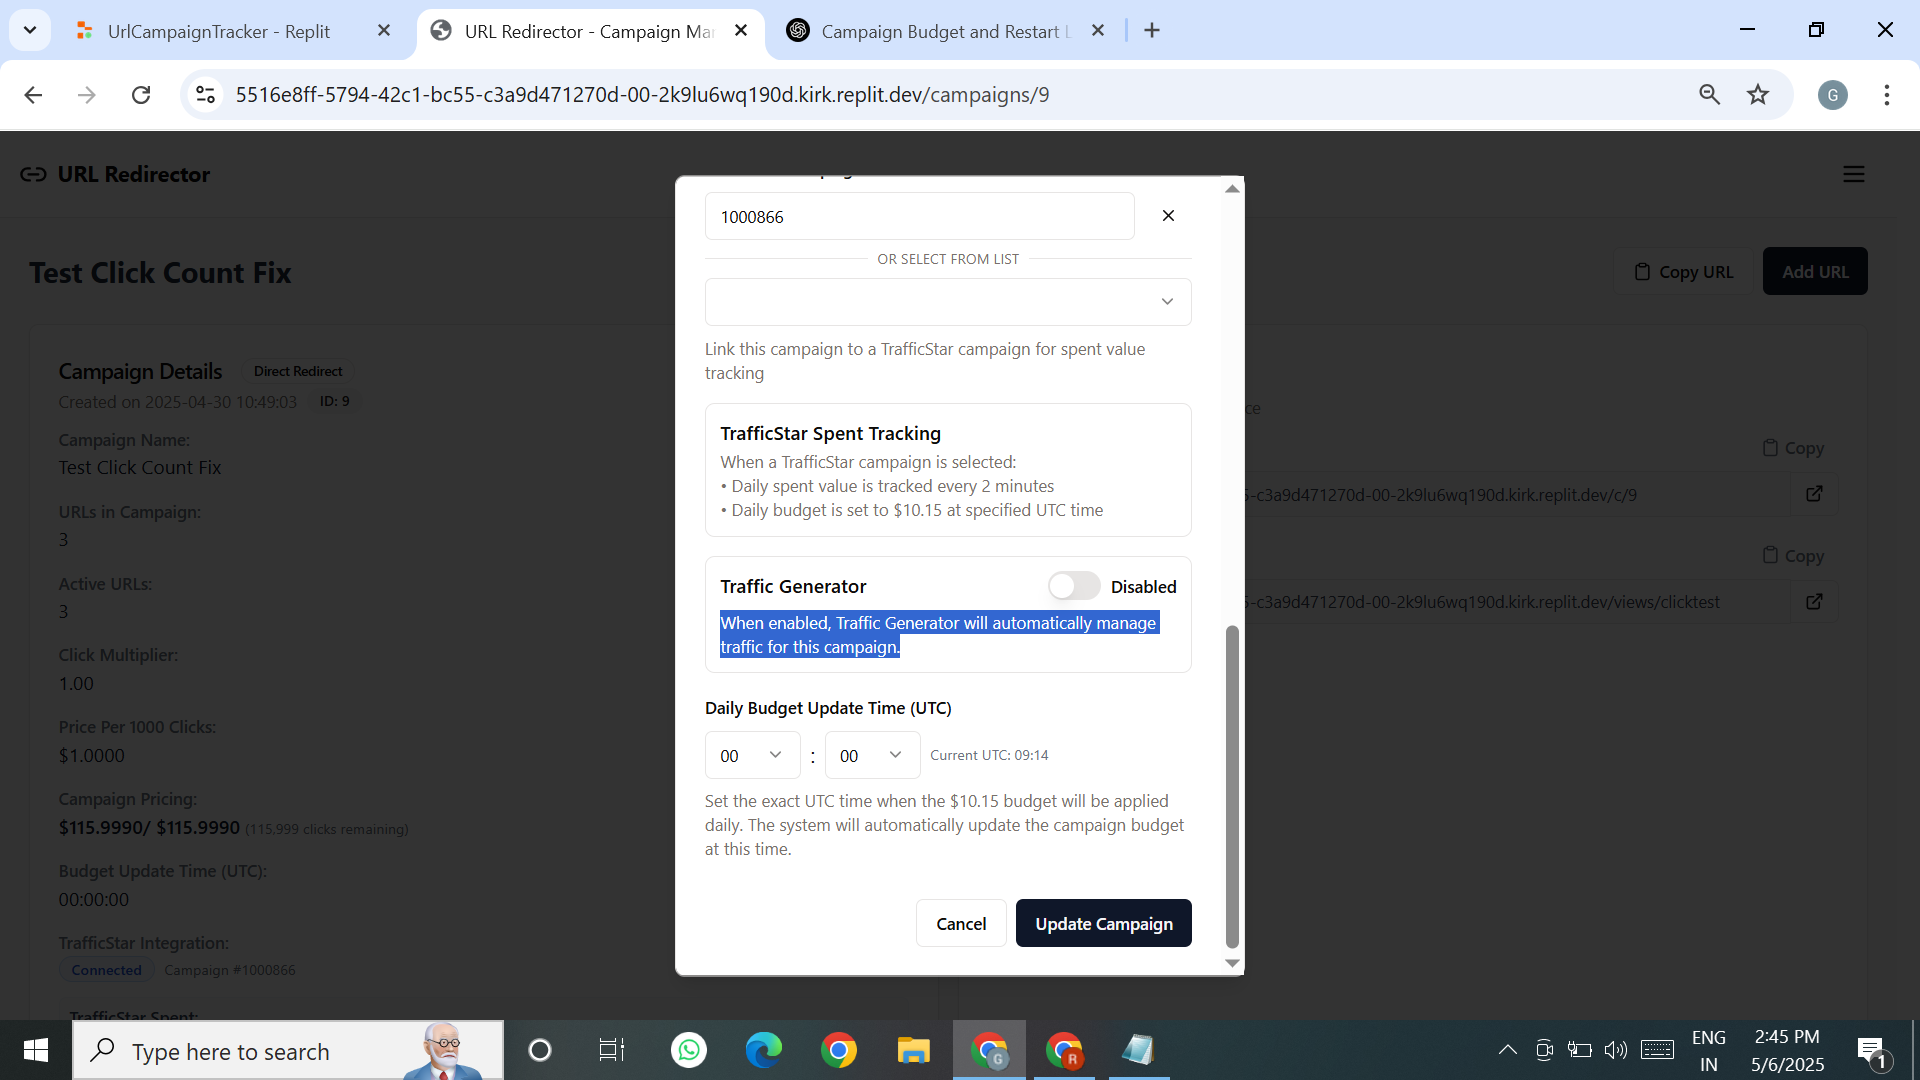 UrlCampaignTracker - Replit
URL Redirector - Campaign Ma
Campaign Budget and Restart
5516e8ff-5794-42c1-bc55-c3a9d471270d-00-2k9lu6wq190d.kirk.replit.dev/campaigns/9
G
URL Redirector
Test Click Count Fix
Copy URL
Add URL
Campaign Details
Direct Redirect
Created on 2025-04-30 10:49:03
ID: 9
Campaign Name:
Test Click Count Fix
URLs in Campaign:
3
Active URLs:
3
Click Multiplier:
1.00
Price Per 1000 Clicks:
$1.0000
Campaign Pricing:
$115.9990/ $115.9990 (115,999 clicks remaining)
Budget Update Time (UTC):
00:00:00
TrafficStar Integration:
Connected
Campaign #1000866
TrafficStar Spent:
1000866
OR SELECT FROM LIST
Link this campaign to a TrafficStar campaign for spent value
tracking
TrafficStar Spent Tracking
When a TrafficStar campaign is selected:
• Daily spent value is tracked every 2 minutes
• Daily budget is set to $10.15 at specified UTC time
Traffic Generator
Disabled
When enabled, Traffic Generator will automatically manage
traffic for this campaign.
Daily Budget Update Time (UTC)
00 : 00 Current UTC: 09:14
Set the exact UTC time when the $10.15 budget will be applied
daily. The system will automatically update the campaign budget
at this time.
Cancel
Update Campaign
ce
Copy
5-c3a9d471270d-00-2k9lu6wq190d.kirk.replit.dev/c/9
Copy
5-c3a9d471270d-00-2k9lu6wq190d.kirk.replit.dev/views/clicktest
Type here to search
G
R
ENG
IN
2:45 PM
5/6/2025
1